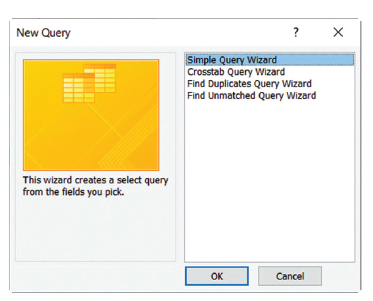 New Query
?
Simple Query Wizard
Crosstab Query Wizard
Find Duplicates Query Wizard
Find Unmatched Query Wizard
This wizard creates a select query
from the fields you pick.
OK
Cancel